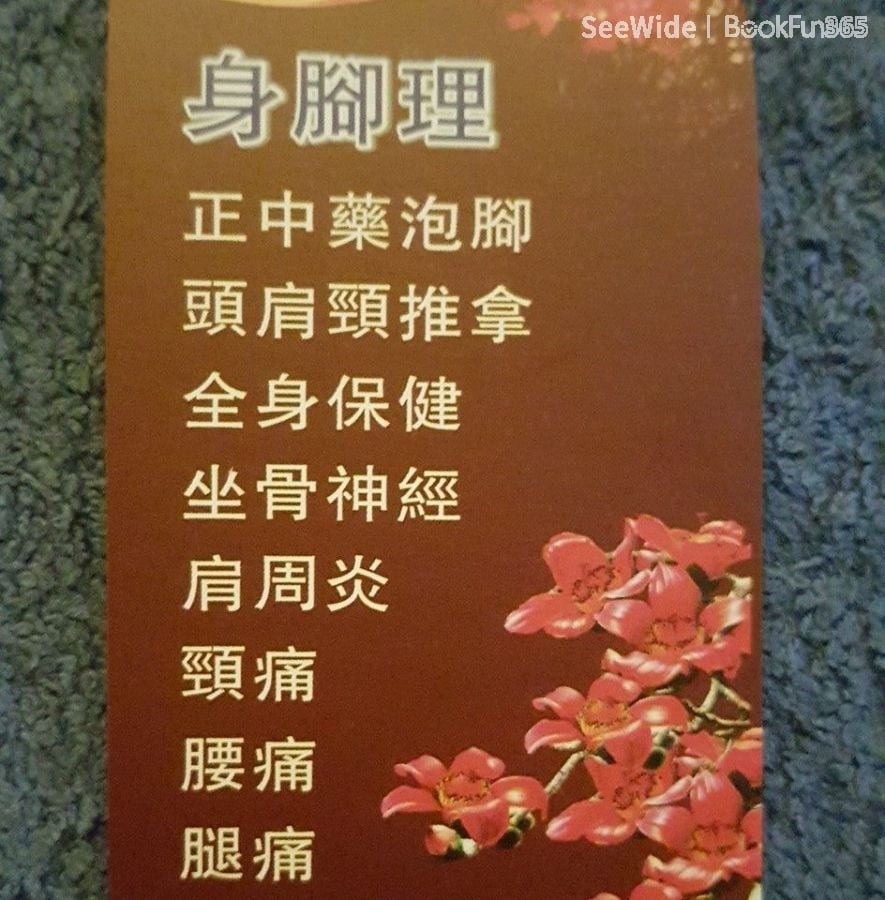 SeeWide | BookFun365
身腳理
正中藥泡腳
頭肩頸推拿
全身保健
坐骨神經
肩周炎
頸痛
腰痛
腿痛